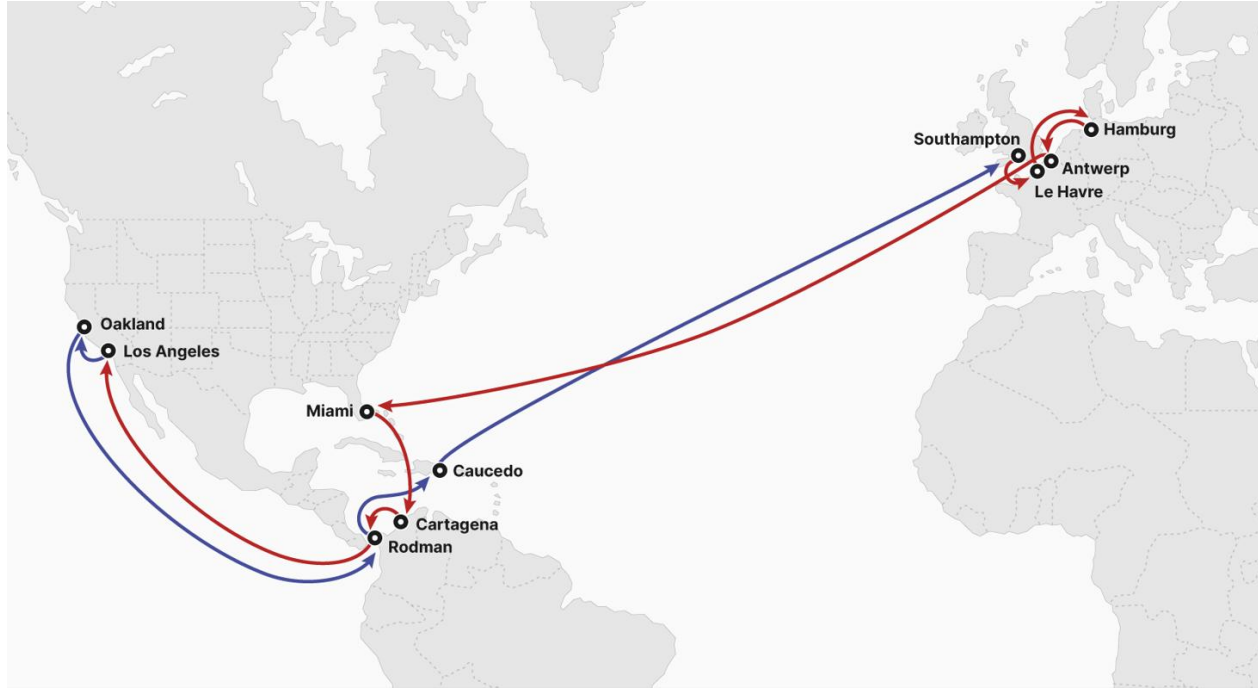 Southampton
Hamburg
Antwerp
Le Havre
Oakland
Los Angeles
Miami
Caucedo
Cartagena
Rodman